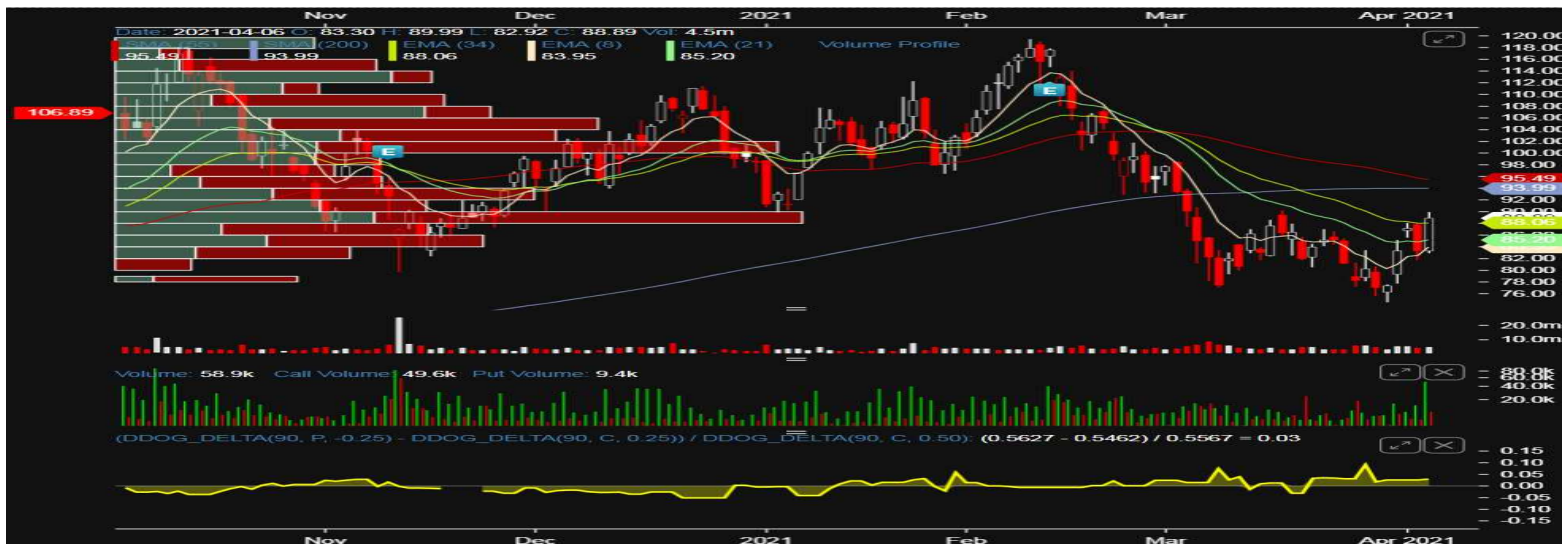 Nov Dec 2021 Feb Mar Apr 2021
Date: 2021-04-06 O: 83.30 H: 89.99 L: 82.92 C: 88.89 Vol: 4.5m
SMA (55) SMA (200) EMA (34) EMA (8) EMA (21) Volume Profile
95.49 93.99 88.06 83.95 85.20
E
E
106.89
120.00
118.00
116.00
114.00
112.00
110.00
108.00
106.00
104.00
102.00
100.00
98.00
95.49
93.99
92.00
88.06
85.20
82.00
80.00
78.00
76.00
20.0m
10.0m
Volume: 58.9k Call Volume: 49.6k Put Volume: 9.4k
80.0k
60.0k
40.0k
20.0k
(DDOG_DELTA(90, P, -0.25) - DDOG_DELTA(90, C, 0.25)) / DDOG_DELTA(90, C, 0.50): (0.5627 - 0.5462) / 0.5567 = 0.03
0.15
0.10
0.05
0.00
-0.05
-0.10
-0.15
Nov Dec 2021 Feb Mar Apr 2021